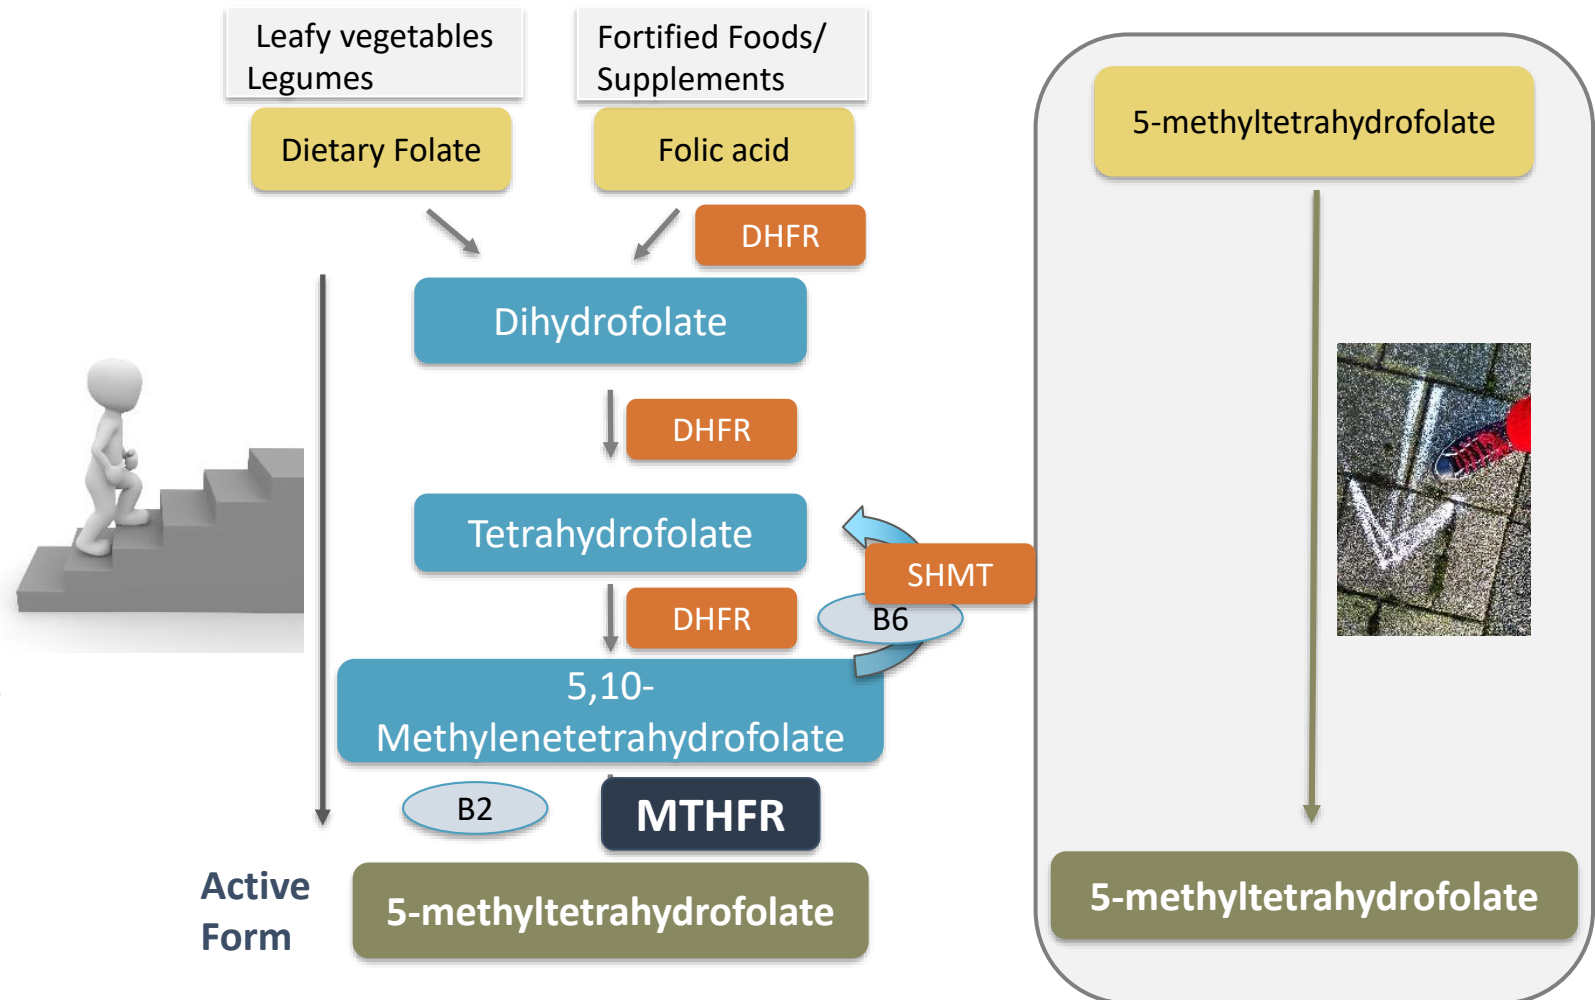 Leafy vegetables
Legumes
Fortified Foods/
Supplements
Dietary Folate
Folic acid
DHFR
Dihydrofolate
DHFR
Tetrahydrofolate
SHMT
DHFR
B6
5,10-
Methylenetetrahydrofolate
B2
MTHFR
Active
Form
5-methyltetrahydrofolate
5-methyltetrahydrofolate
5-methyltetrahydrofolate